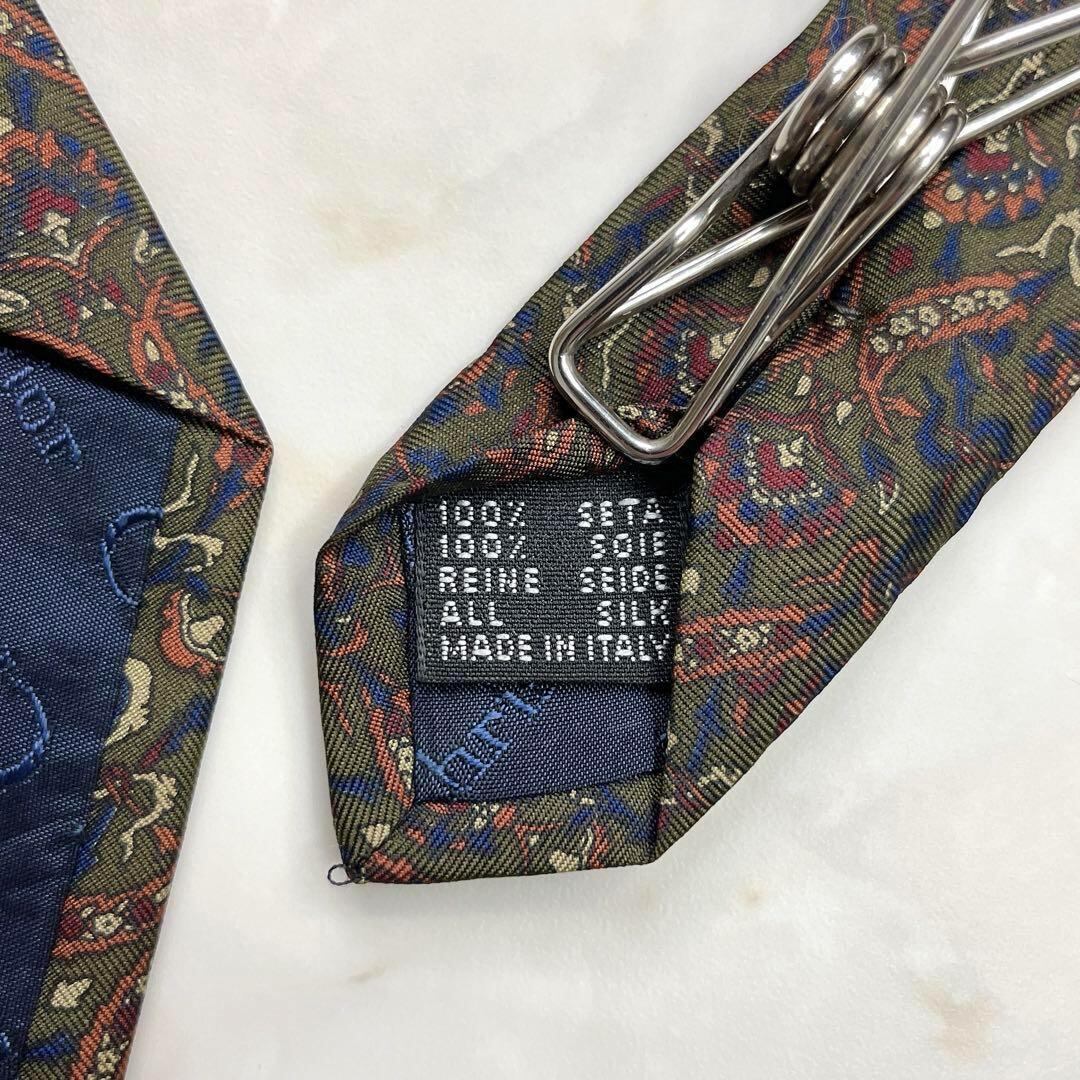 100% SETA
100% SOIE
REINE SEIDE
ALL SILK
MADE IN ITALY